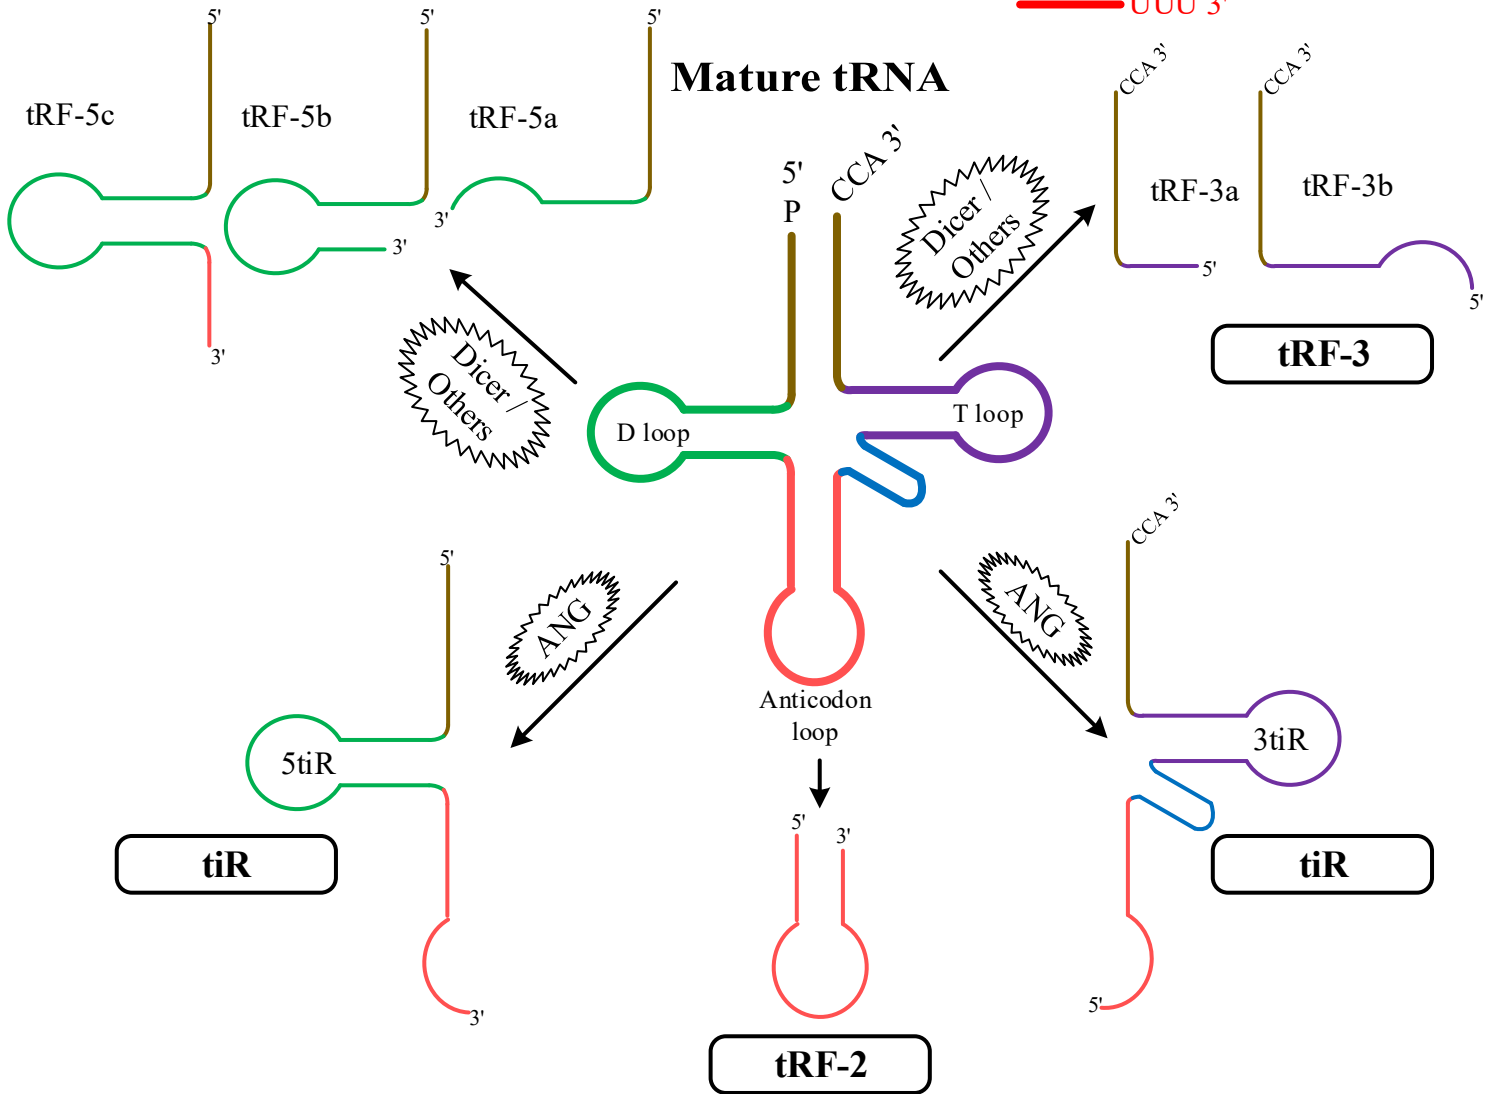 UUU 3'
5'
5'
5'
Mature tRNA
tRF-5c
tRF-5b
tRF-5a
3'
3'
3'
Dicer /
Others
5'
P
CCA 3'
Dicer /
Others
CCA 3'
CCA 3'
tRF-3a
tRF-3b
5'
5'
tRF-3
D loop
T loop
Anticodon
loop
5'
ANG
5tiR
tiR
3'
5'
3'
tRF-2
ANG
CCA 3'
3tiR
tiR
5'